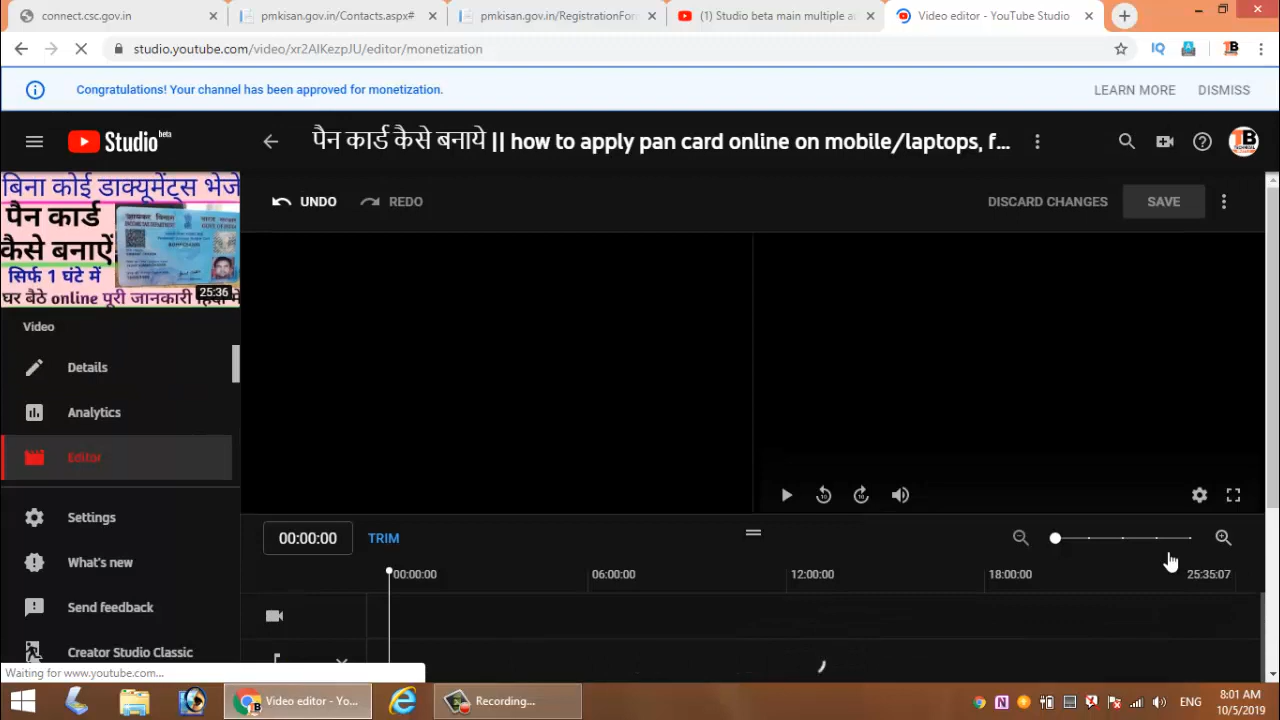 connect.csc.gov.in
pmkisan.gov.in/Contacts.aspx#
pmkisan.gov.in/RegistrationFor
(1) Studio beta main multiple a
Video editor - YouTube Studio
studio.youtube.com/video/xr2AIKezpJU/editor/monetization
IQ
TB
Congratulations! Your channel has been approved for monetization.
LEARN MORE
DISMISS
Studio beta
पैन कार्ड कैसे बनाये || how to apply pan card online on mobile/laptops, f...
TB
बिना कोई डाक्यूमेंट्स भेजे
पैन कार्ड
कैसे बनाऐं
सिर्फ 1 घंटे में
घर बैठे online पूरी जानकारी
25:36
UNDO
REDO
DISCARD CHANGES
SAVE
Video
Details
Analytics
Editor
Settings
What's new
Send feedback
Creator Studio Classic
10
10
00:00:00
TRIM
00:00:00
06:00:00
12:00:00
18:00:00
25:35:07
Waiting for www.youtube.com...
Video editor - Yo...
Recording...
ENG
8:01 AM
10/5/2019